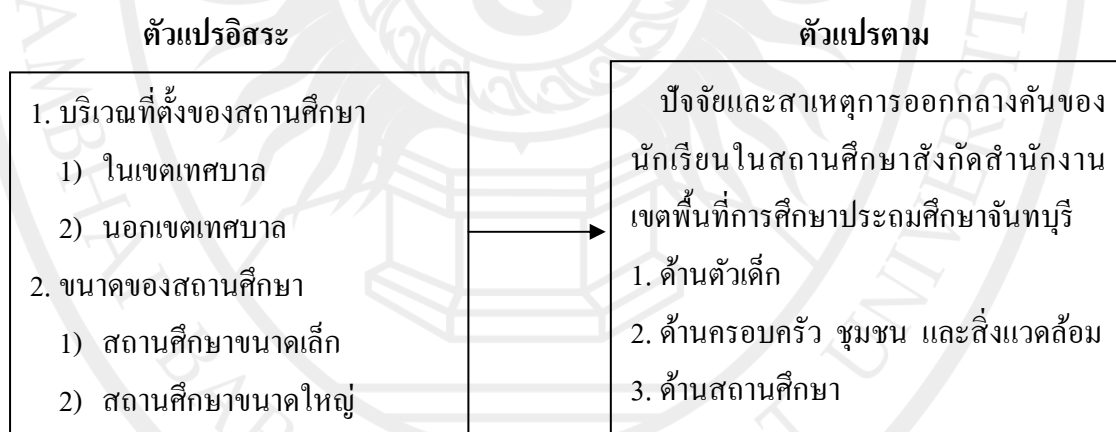 ตัวแปรอิสระ
1. บริเวณที่ตั้งของสถานศึกษา
1) ในเขตเทศบาล
2) นอกเขตเทศบาล
2. ขนาดของสถานศึกษา
1) สถานศึกษาขนาดเล็ก
2) สถานศึกษาขนาดใหญ่
ตัวแปรตาม
ปัจจัยและสาเหตุการออกกลางคันของ
นักเรียนในสถานศึกษาสังกัดสำนักงาน
เขตพื้นที่การศึกษาประถมศึกษาจันทบุรี
1. ด้านตัวเด็ก
2. ด้านครอบครัว ชุมชน และสิ่งแวดล้อม
3. ด้านสถานศึกษา